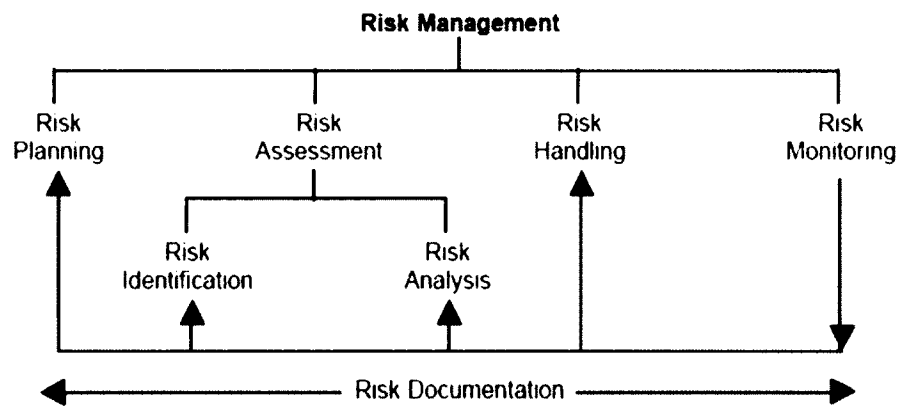 Risk Management
Risk
Planning
Risk
Assessment
Risk
Handling
Risk
Monitoring
Risk
Identification
Risk
Analysis
Risk Documentation